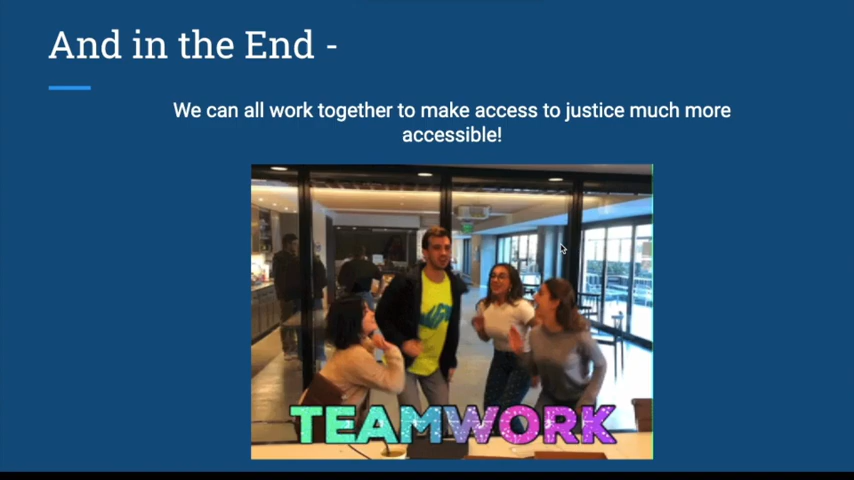 And in the End -
We can all work together to make access to justice much more
accessible!
TEAMWORK